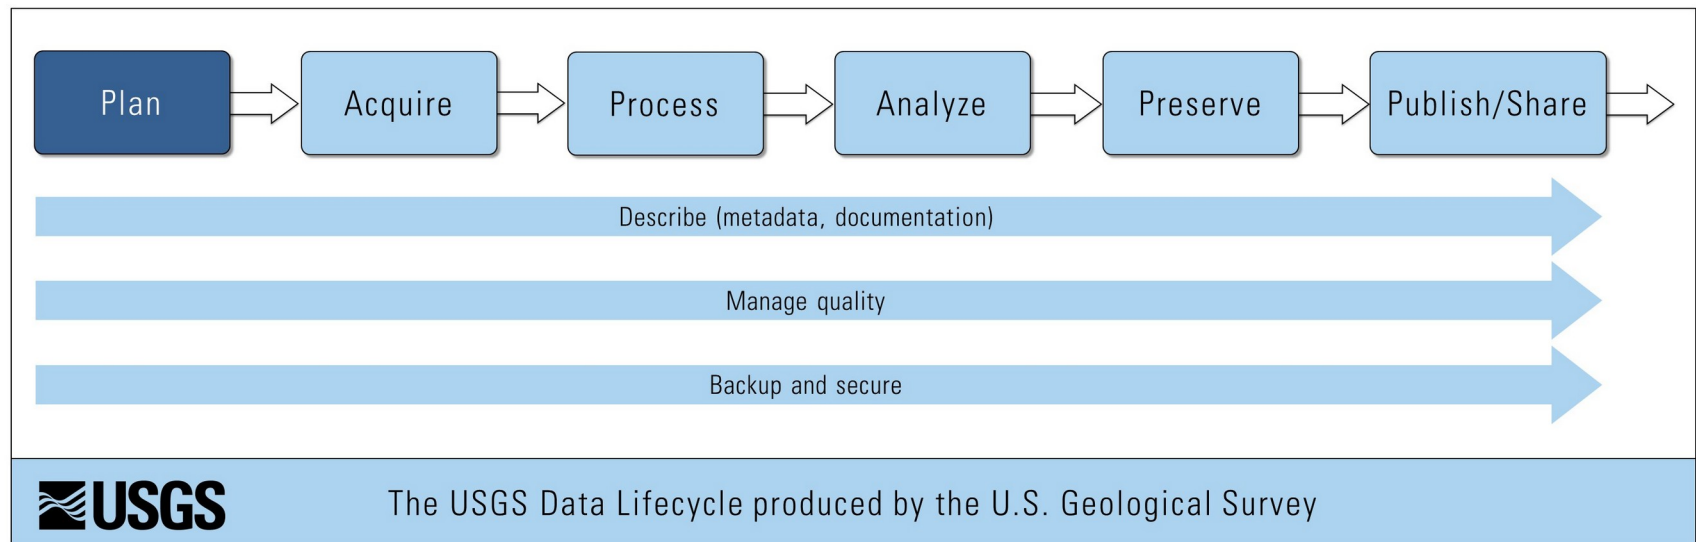 Plan
Acquire
Process
Analyze
Preserve
Publish/Share
Describe (metadata, documentation)
Manage quality
Backup and secure
USGS
The USGS Data Lifecycle produced by the U.S. Geological Survey